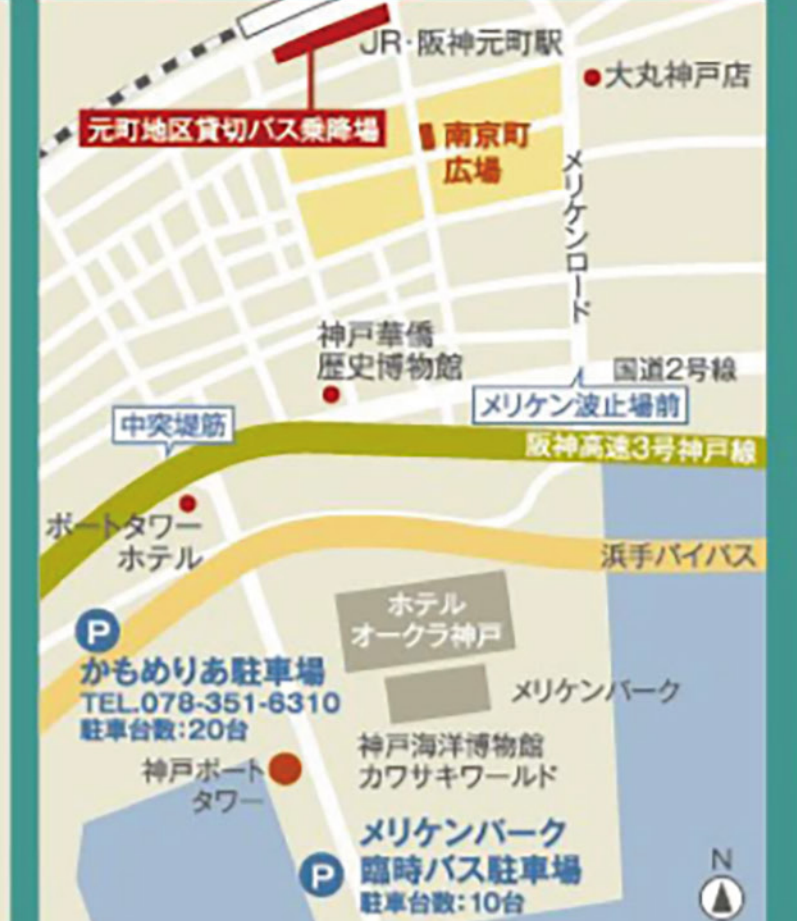 JR・阪神元町駅
大丸神戸店
元町地区貸切バス乗降場
南京町
広場
メリケンロード
神戸華僑
歴史博物館
国道2号線
メリケン波止場前
中突堤筋
阪神高速3号神戸線
ポートタワー
ホテル
浜手バイパス
ホテル
オークラ神戸
P
かもめりあ駐車場
TEL.078-351-6310
駐車台数:20台
メリケンパーク
神戸海洋博物館
カワサキワールド
神戸ポート
タワー
メリケンパーク
P
臨時バス駐車場
駐車台数:10台
N